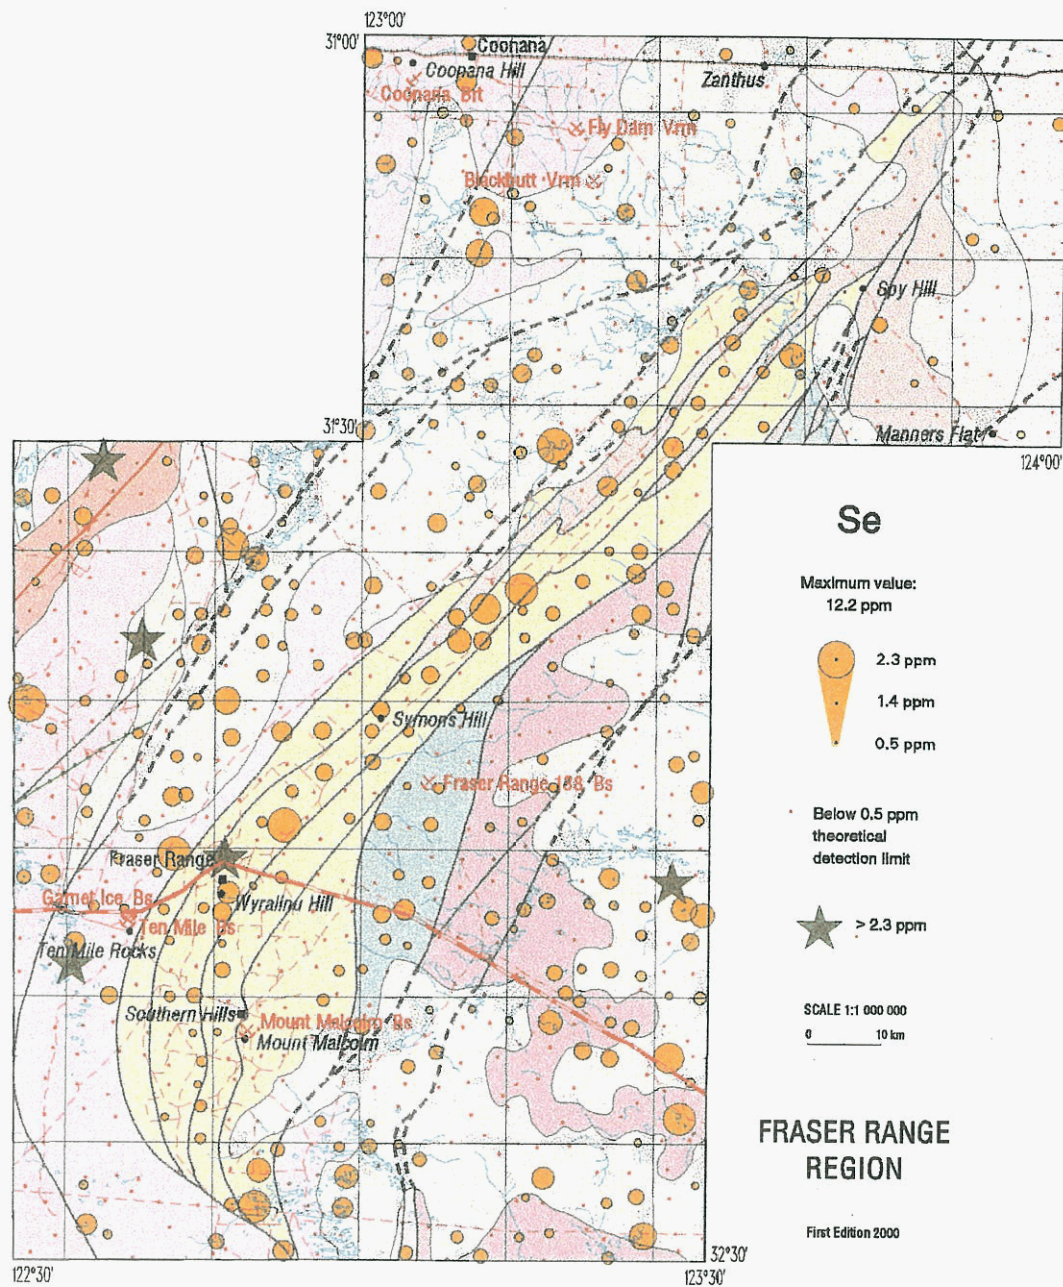 123°00'
31°00'
Coonana
Coonana Hill
Zanthus
Coonana Brt
Fly Dam Vrm
Blackbutt Vrm
Spy Hill
31°30'
Manners Flat
124°00'
Se
Maximum value:
12.2 ppm
2.3 ppm
1.4 ppm
0.5 ppm
Symons Hill
Fraser Range 188 Bs
Below 0.5 ppm
theoretical
detection limit
Fraser Range
Wyralinu Hill
Garnet Ice Bs
Ten Mile Bs
Ten Mile Rocks
> 2.3 ppm
Southern Hills
Mount Malcolm Bs
Mount Malcolm
SCALE 1:1 000 000
0 10 km
FRASER RANGE
REGION
First Edition 2000
32°30'
122°30'
123°30'